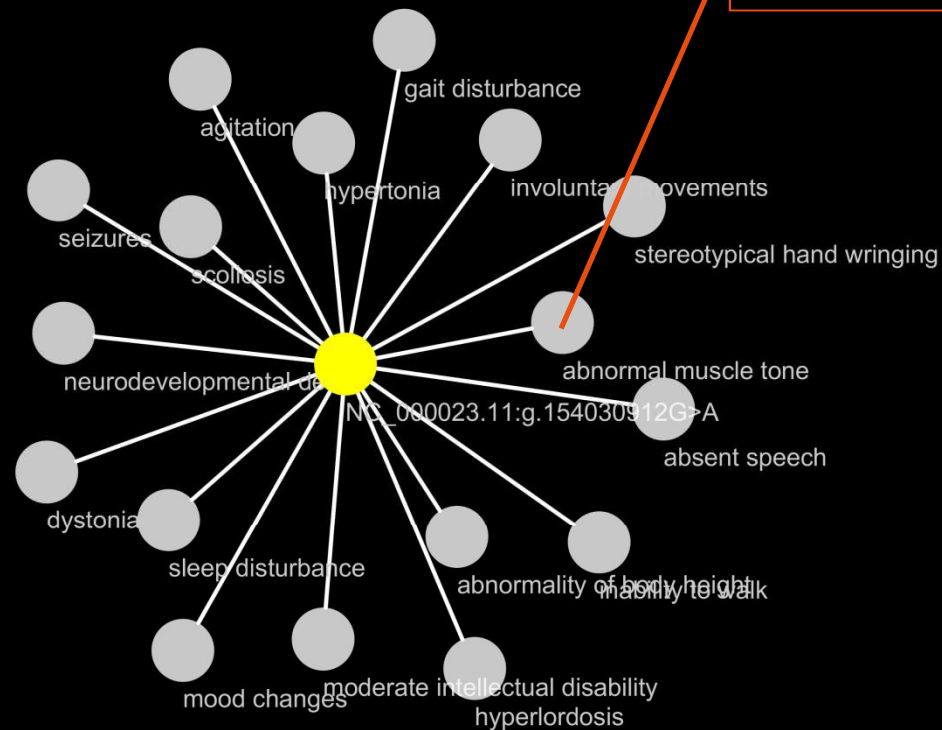 gait disturbance
agitation
hypertonia
involuntary movements
seizures
stereotypical hand wringing
scoliosis
abnormal muscle tone
neurodevelopmental de
NC_000023.11:g.154030912G>A
absent speech
dystonia
sleep disturbance
abnormality of body height
inability to walk
moderate intellectual disability
mood changes
hyperlordosis